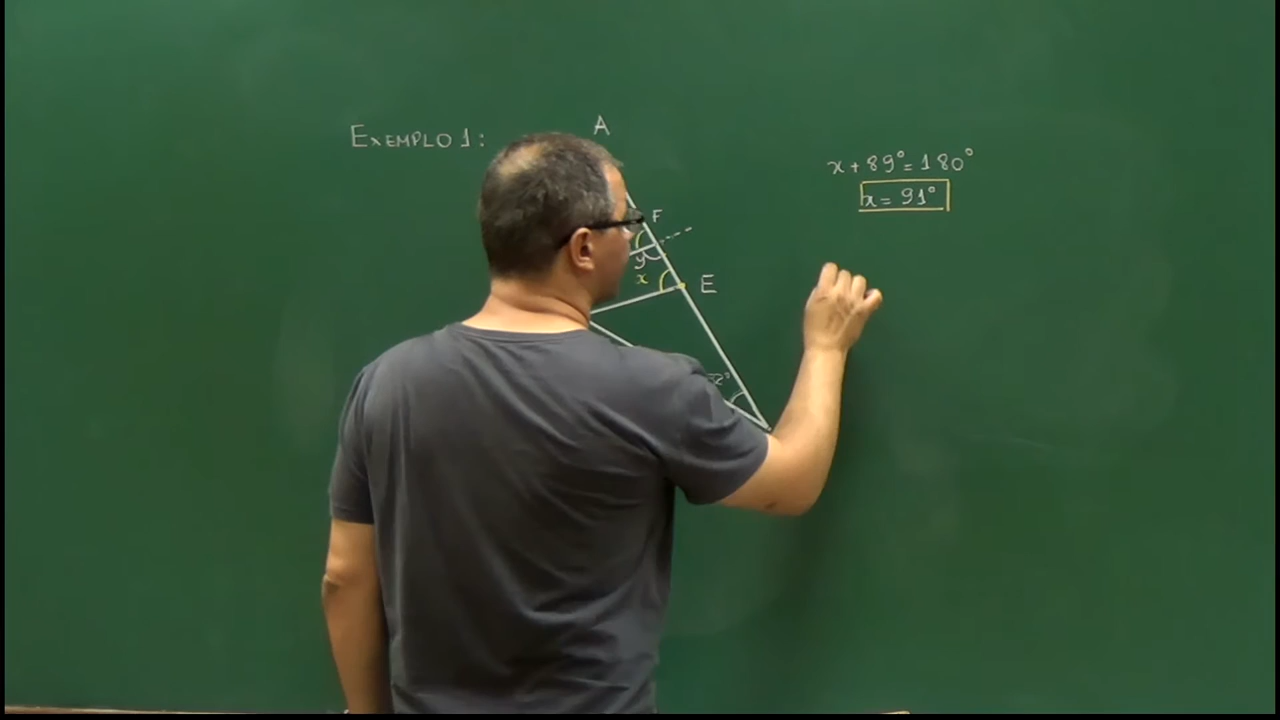 EXEMPLO 1:
A
x + 89° = 180°
x = 91°
F
y
x
E